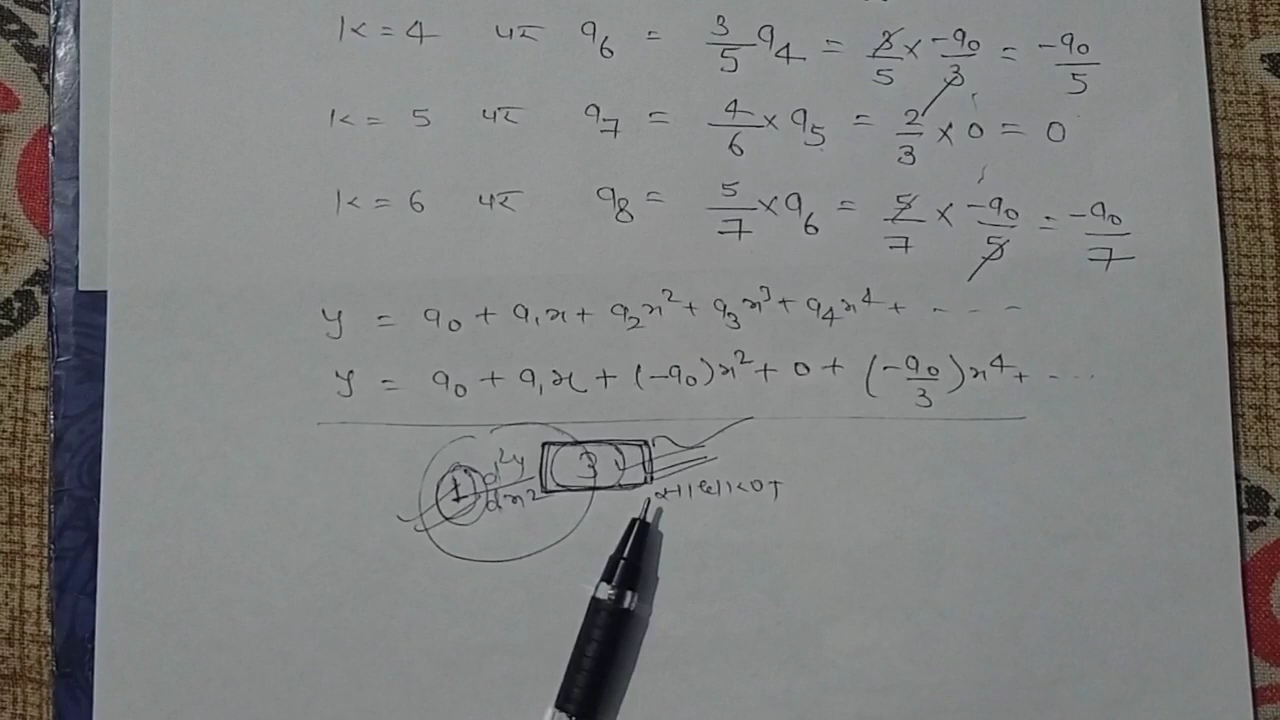 K = 4 पर a₆ = 3/5 a₄ = 3/5 × -a₀/3 = -a₀/5
K = 5 पर a₇ = 4/6 × a₅ = 2/3 × 0 = 0
K = 6 पर a₈ = 5/7 × a₆ = 5/7 × -a₀/5 = -a₀/7
y = a₀ + a₁x + a₂x² + a₃x³ + a₄x⁴ + - - -
y = a₀ + a₁x + (-a₀)x² + 0 + (-a₀/3)x⁴ + ...
1 d²y/dx² 3